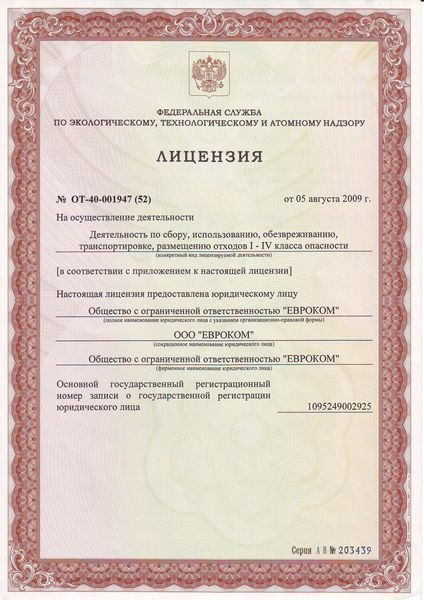 ФЕДЕРАЛЬНАЯ СЛУЖБА
ПО ЭКОЛОГИЧЕСКОМУ, ТЕХНОЛОГИЧЕСКОМУ И АТОМНОМУ НАДЗОРУ
ЛИЦЕНЗИЯ
№ ОТ-40-001947 (52) от 05 августа 2009 г.
На осуществление деятельности
Деятельность по сбору, использованию, обезвреживанию,
транспортировке, размещению отходов I - IV класса опасности
(конкретный вид лицензируемой деятельности)
[в соответствии с приложением к настоящей лицензии]
Настоящая лицензия предоставлена юридическому лицу
Общество с ограниченной ответственностью "ЕВРОКОМ"
(полное наименование юридического лица с указанием организационно-правовой формы)
ООО "ЕВРОКОМ"
(сокращенное наименование юридического лица)
Общество с ограниченной ответственностью "ЕВРОКОМ"
(фирменное наименование юридического лица)
Основной государственный регистрационный
номер записи о государственной регистрации
юридического лица 1095249002925
Серия А В № 203439